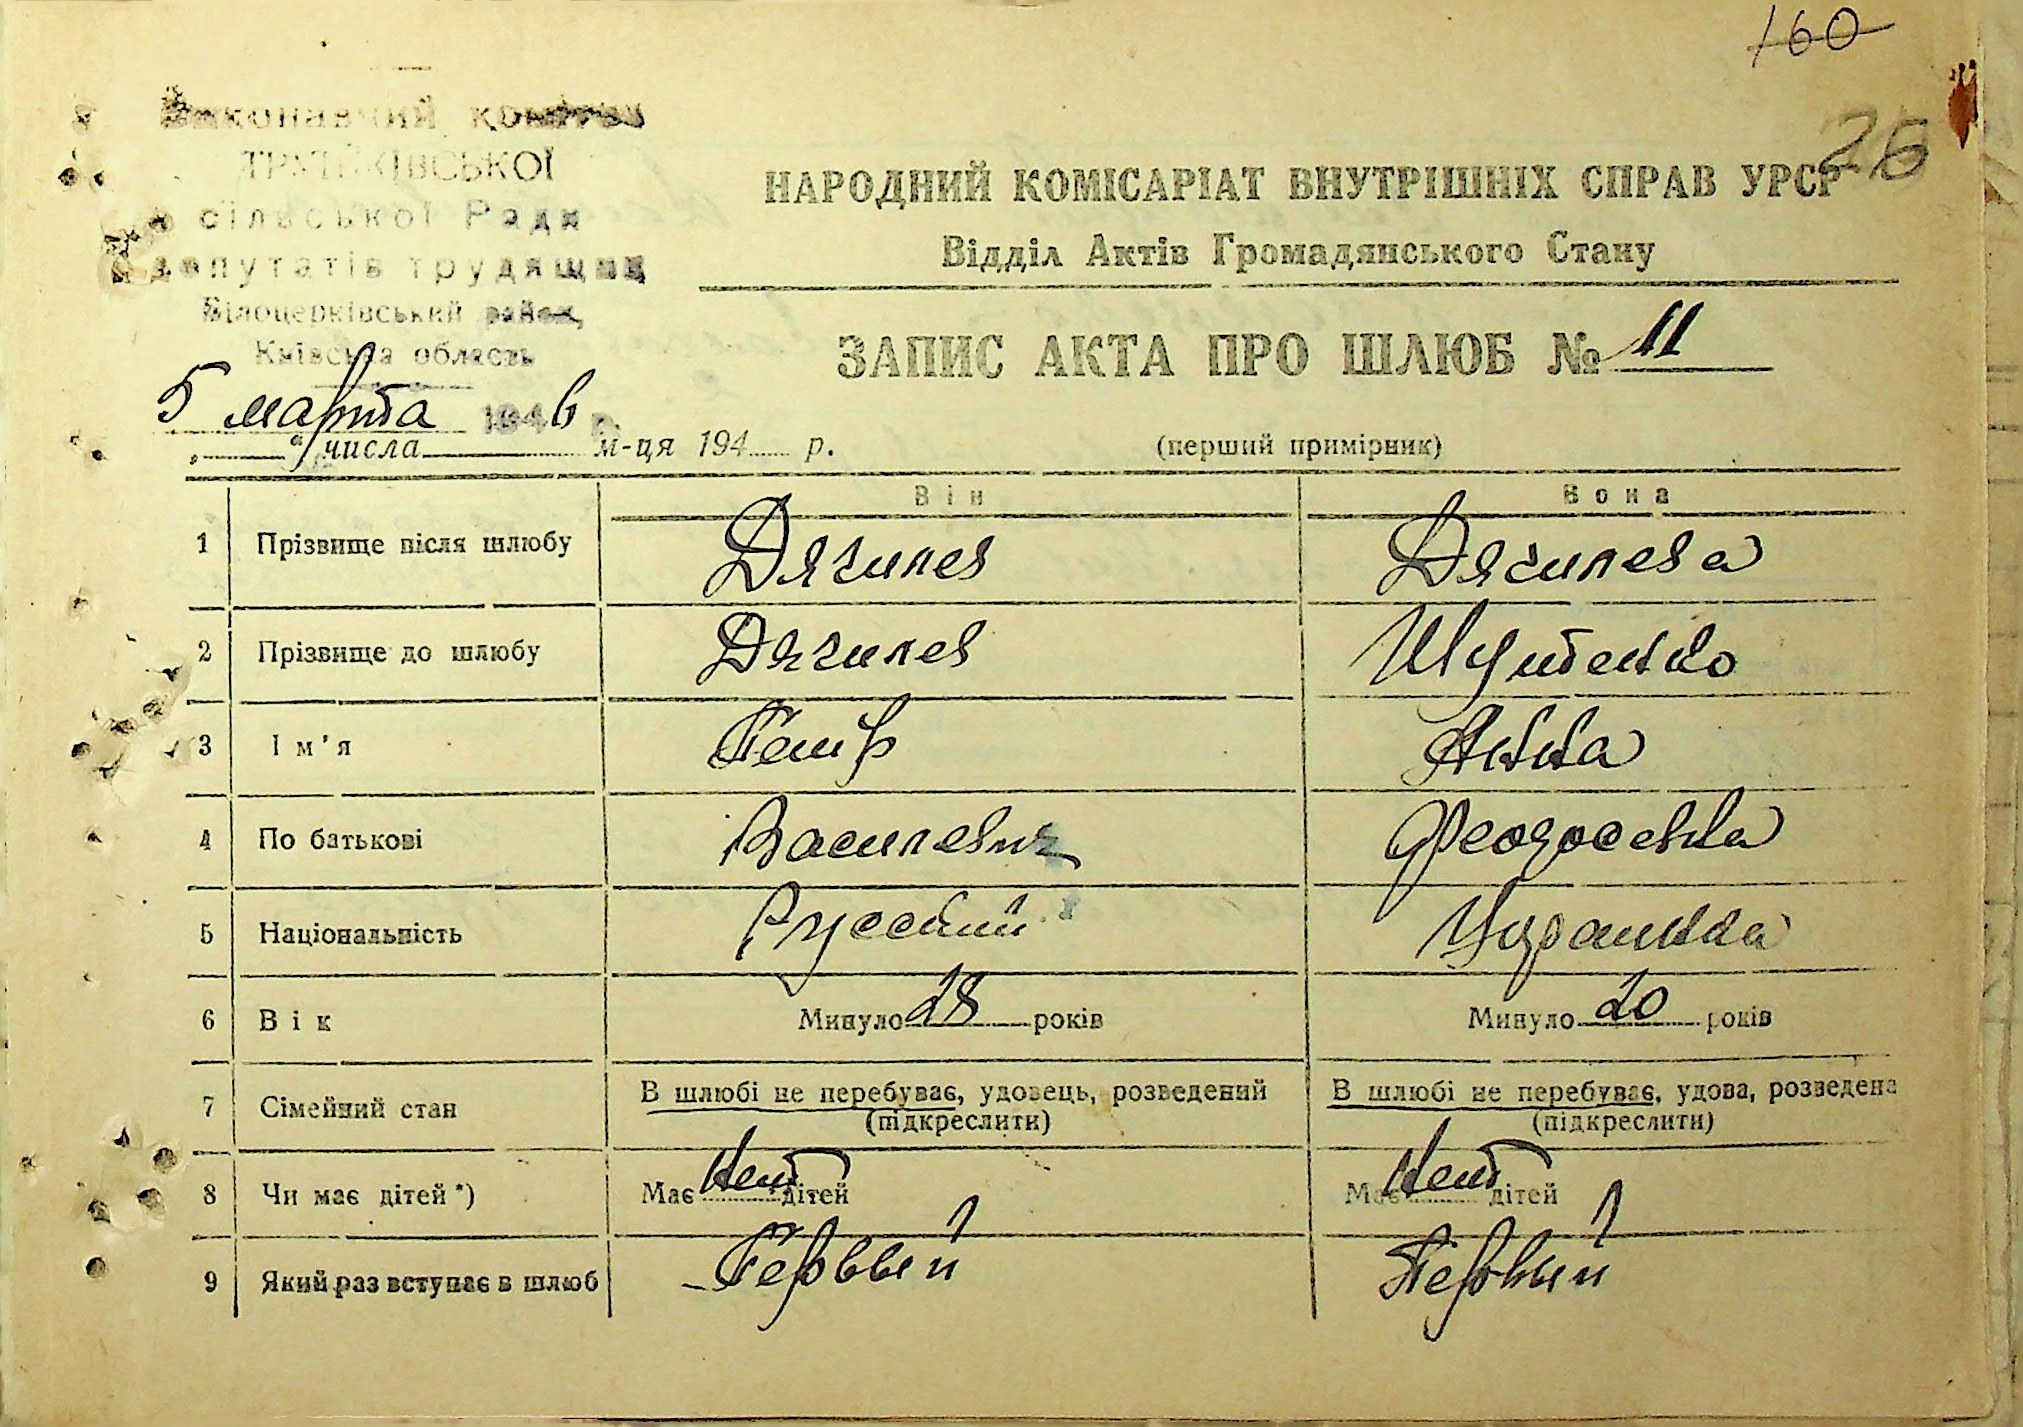 160
26
Виконавчий комітет
ТРУШКІВСЬКОЇ
сільської Ради
депутатів трудящих
Білоцерківський район,
Київська область
НАРОДНИЙ КОМІСАРІАТ ВНУТРІШНІХ СПРАВ УРСР
Відділ Актів Громадянського Стану
ЗАПИС АКТА ПРО ШЛЮБ № 11
5 марта 1946 р.
„ “ числа м-ця 194 р.
(перший примірник)
Він Вона
1 Прізвище після шлюбу Дягилев Дягилева
2 Прізвище до шлюбу Дягилев Шутенко
3 Ім'я Петр Анна
4 По батькові Василевич Феодосевна
5 Національність Русский Украинка
6 Вік Минуло 28 років Минуло 20 років
7 Сімейний стан В шлюбі не перебуває, удовець, розведений В шлюбі не перебуває, удова, розведена
(підкреслити) (підкреслити)
8 Чи має дітей*) Має Нет дітей Має Нет дітей
9 Який раз вступає в шлюб Первый Первый